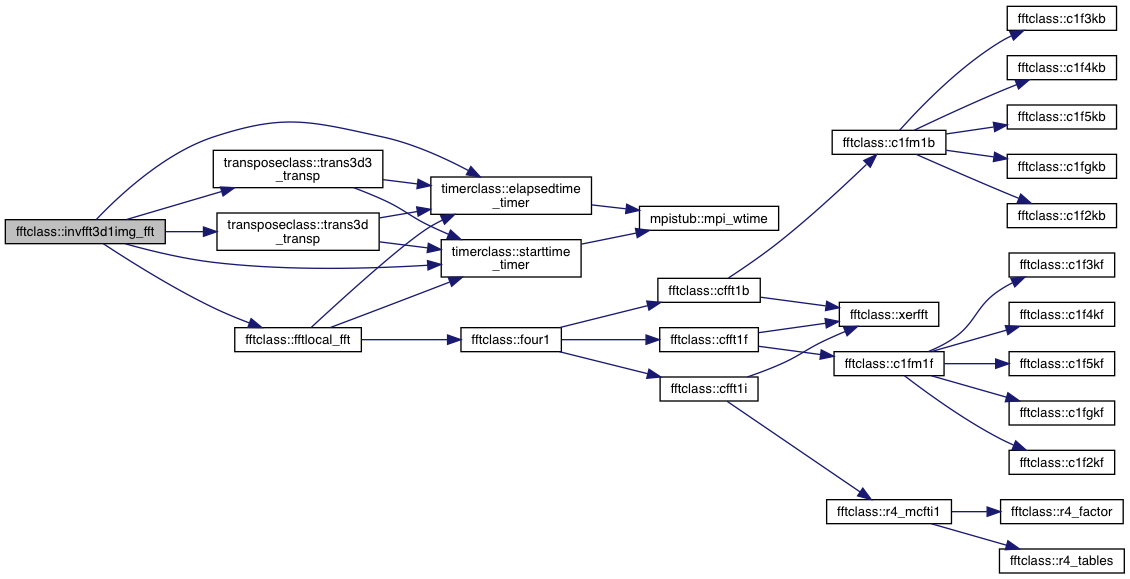 fftclass::invfft3d1img_fft
transposeclass::trans3d3
_transp
transposeclass::trans3d
_transp
fftclass::fftlocal_fft
timerclass::elapsedtime
_timer
timerclass::starttime
_timer
fftclass::four1
mpistub::mpi_wtime
fftclass::cfft1b
fftclass::cfft1f
fftclass::cfft1i
fftclass::c1fm1b
fftclass::xerfft
fftclass::c1fm1f
fftclass::r4_mcfti1
fftclass::c1f3kb
fftclass::c1f4kb
fftclass::c1f5kb
fftclass::c1fgkb
fftclass::c1f2kb
fftclass::c1f3kf
fftclass::c1f4kf
fftclass::c1f5kf
fftclass::c1fgkf
fftclass::c1f2kf
fftclass::r4_factor
fftclass::r4_tables